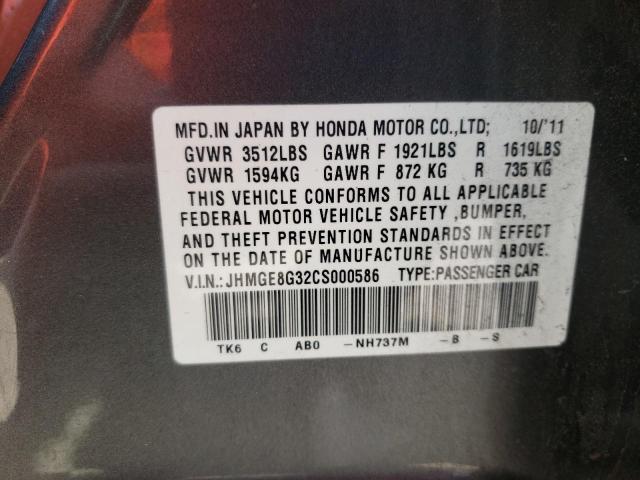 MFD.IN JAPAN BY HONDA MOTOR CO.,LTD; 10/'11
GVWR 3512LBS GAWR F 1921LBS R 1619LBS
GVWR 1594KG GAWR F 872 KG R 735 KG
THIS VEHICLE CONFORMS TO ALL APPLICABLE
FEDERAL MOTOR VEHICLE SAFETY ,BUMPER,
AND THEFT PREVENTION STANDARDS IN EFFECT
ON THE DATE OF MANUFACTURE SHOWN ABOVE.
V.I.N.:JHMGE8G32CS000586 TYPE:PASSENGER CAR
TK6 C AB0 -NH737M -B -S